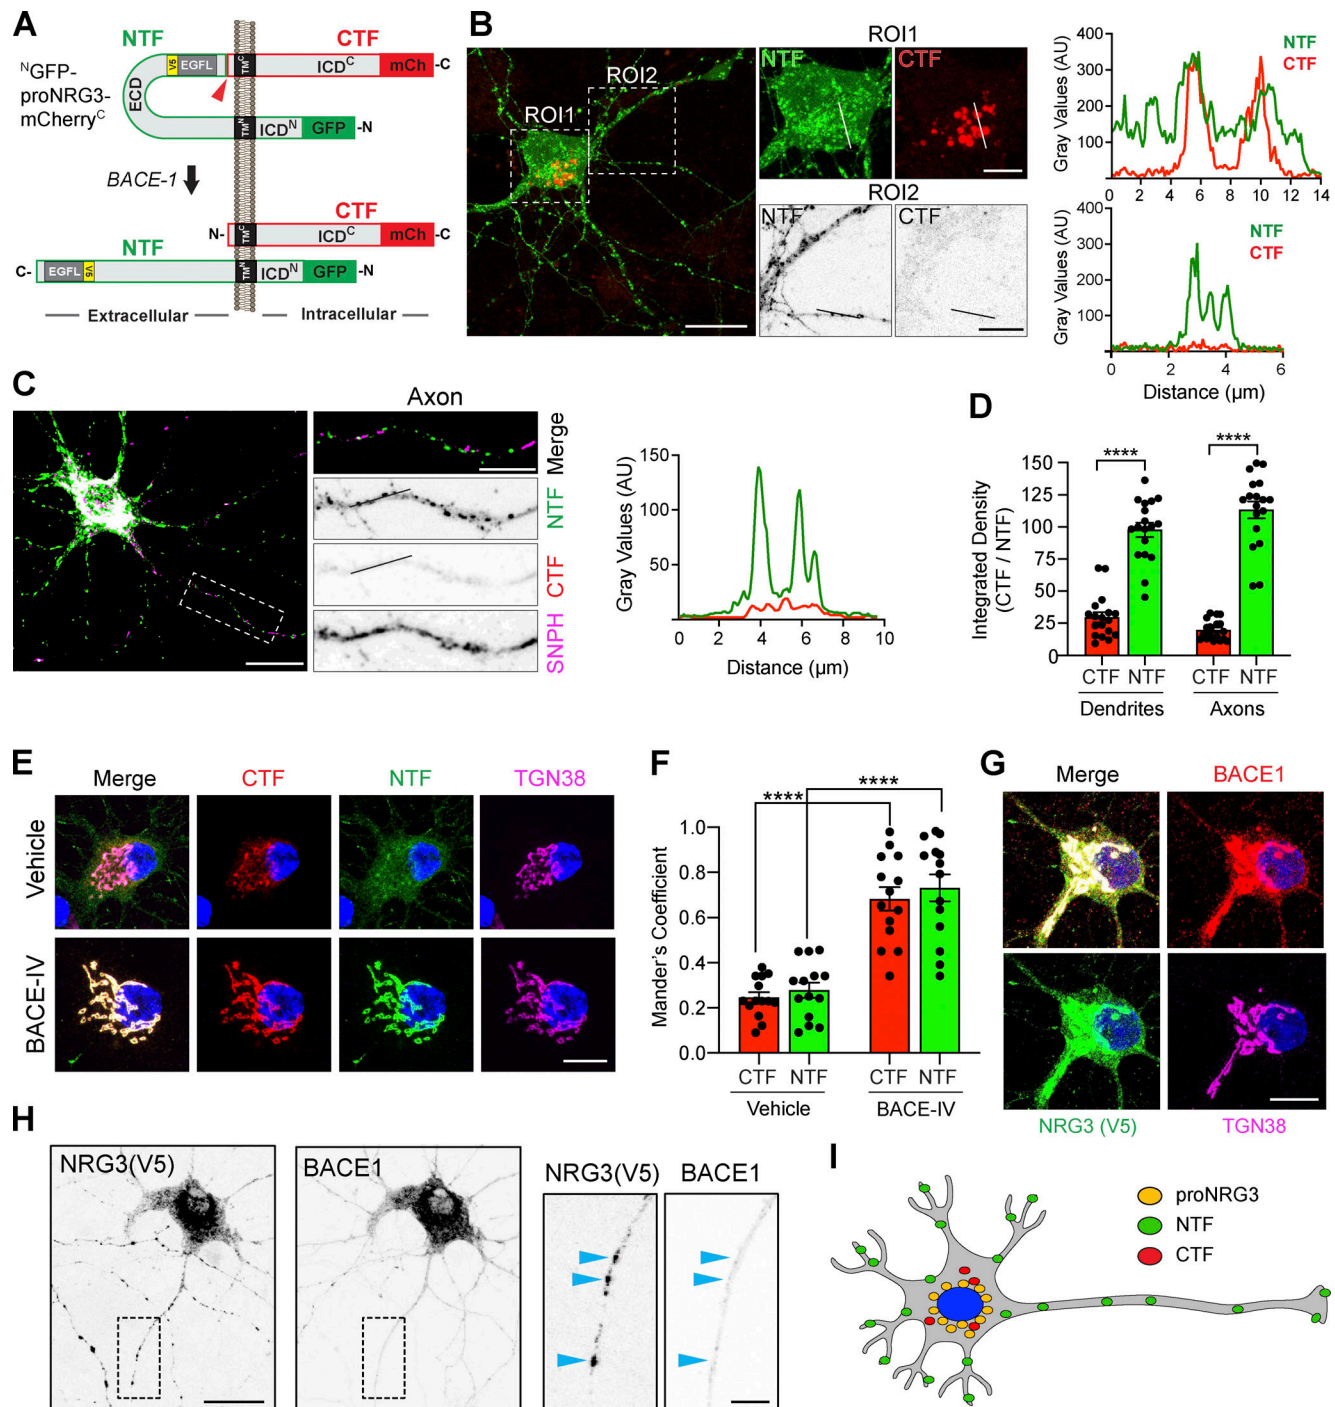 A
NTF
CTF
NGFP-
proNRG3-
mCherryC
V5
EGFL
TMC
ICDC
mCh
-C
ECD
TMN
ICDN
GFP
-N
BACE-1
CTF
N-
TMC
ICDC
mCh
-C
NTF
C-
EGFL
V5
TMN
ICDN
GFP
-N
Extracellular
Intracellular
B
ROI2
ROI1
ROI1
NTF
CTF
ROI2
NTF
CTF
Gray Values (AU)
400
300
200
100
0
NTF
CTF
0 2 4 6 8 10 12 14
Gray Values (AU)
400
300
200
100
0
NTF
CTF
0 2 4 6
Distance (µm)
C
Axon
Merge
NTF
CTF
SNPH
Gray Values (AU)
150
100
50
0 2 4 6 8 10
Distance (µm)
D
Integrated Density
(CTF / NTF)
150
125
100
75
50
25
0
**** ****
CTF NTF CTF NTF
Dendrites Axons
E
Merge CTF NTF TGN38
Vehicle
BACE-IV
F
Mander's Coefficient
1.0
0.8
0.6
0.4
0.2
0.0
**** ****
CTF NTF CTF NTF
Vehicle BACE-IV
G
Merge BACE1
NRG3 (V5) TGN38
H
NRG3(V5)
BACE1
NRG3(V5) BACE1
I
proNRG3
NTF
CTF